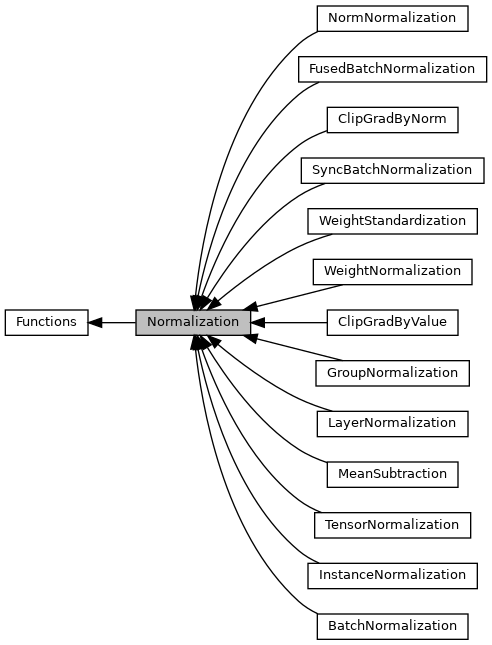 NormNormalization
FusedBatchNormalization
ClipGradByNorm
SyncBatchNormalization
WeightStandardization
WeightNormalization
Functions
Normalization
ClipGradByValue
GroupNormalization
LayerNormalization
MeanSubtraction
TensorNormalization
InstanceNormalization
BatchNormalization